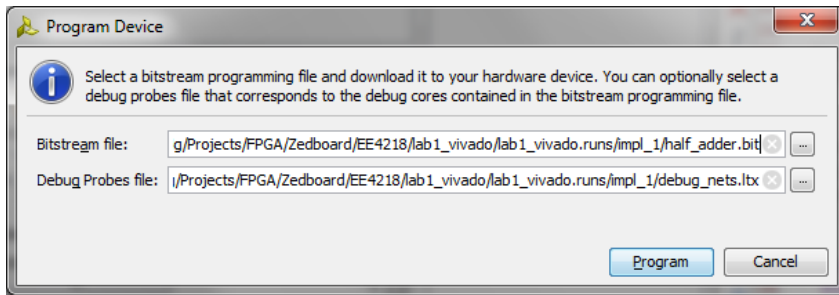 Program Device
Select a bitstream programming file and download it to your hardware device. You can optionally select a
debug probes file that corresponds to the debug cores contained in the bitstream programming file.
Bitstream file: g/Projects/FPGA/Zedboard/EE4218/lab1_vivado/lab1_vivado.runs/impl_1/half_adder.bit ...
Debug Probes file: /Projects/FPGA/Zedboard/EE4218/lab1_vivado/lab1_vivado.runs/impl_1/debug_nets.ltx ...
Program Cancel